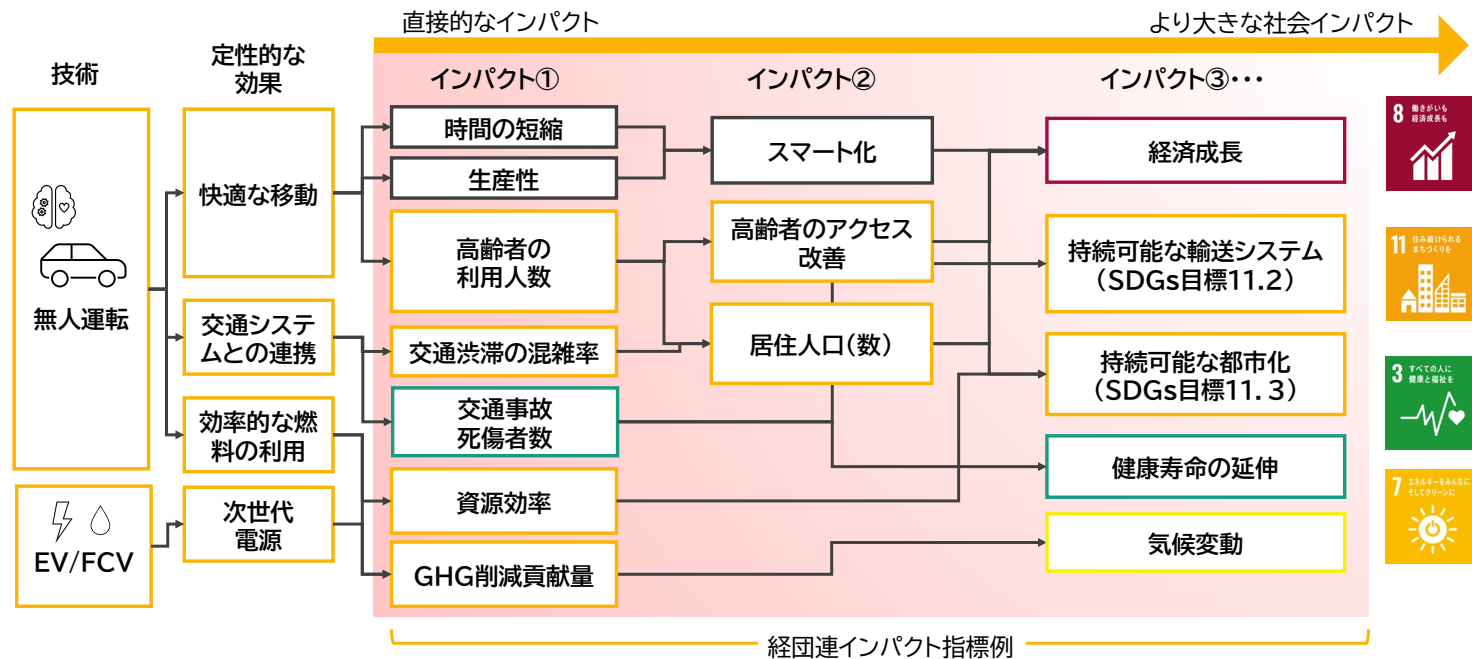 直接的なインパクト
より大きな社会インパクト
技術
定性的な
効果
インパクト①
インパクト②
インパクト③・・・
無人運転
EV/FCV
快適な移動
交通システ
ムとの連携
効率的な燃
料の利用
次世代
電源
時間の短縮
生産性
高齢者の
利用人数
交通渋滞の混雑率
交通事故
死傷者数
資源効率
GHG削減貢献量
スマート化
高齢者のアクセス
改善
居住人口(数)
経済成長
持続可能な輸送システム
(SDGs目標11.2)
持続可能な都市化
(SDGs目標11.3)
健康寿命の延伸
気候変動
8 働きがいも
経済成長も
11 住み続けられる
まちづくりを
3 すべての人に
健康と福祉を
7 エネルギーをみんなに
そしてクリーンに
経団連インパクト指標例